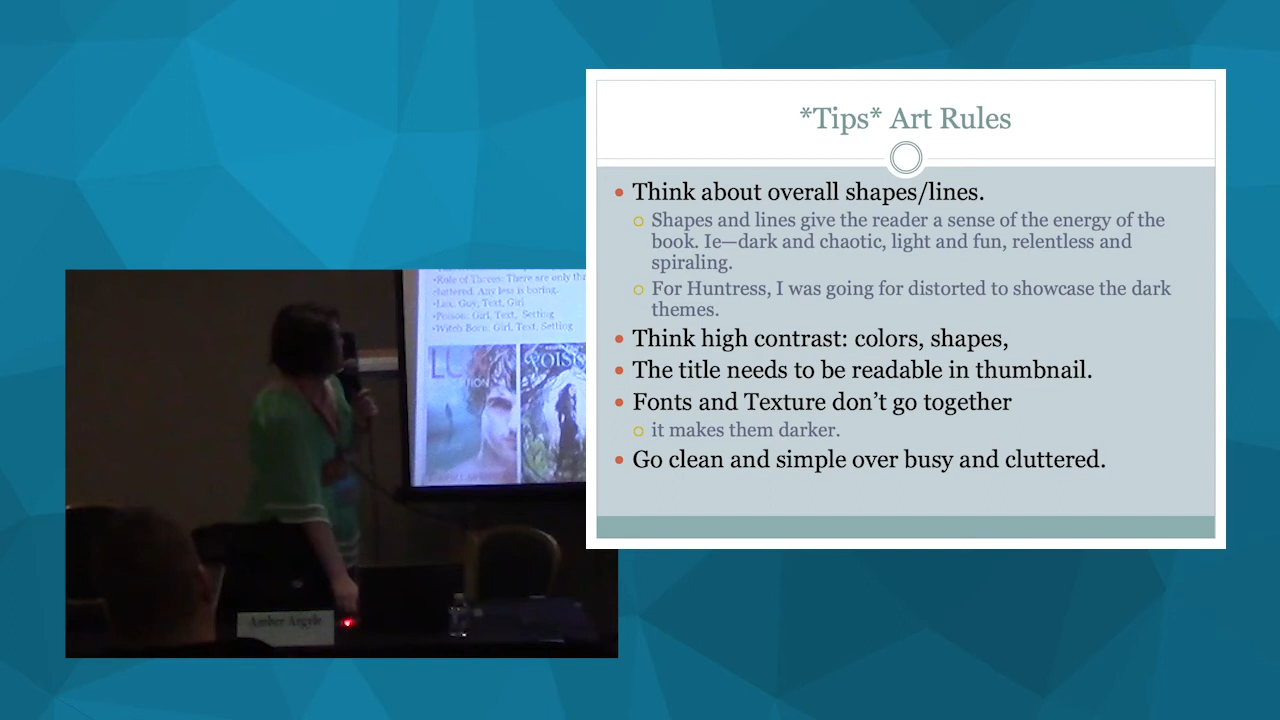 *Tips* Art Rules
Think about overall shapes/lines.
Shapes and lines give the reader a sense of the energy of the
book. Ie—dark and chaotic, light and fun, relentless and
spiraling.
For Huntress, I was going for distorted to showcase the dark
themes.
Think high contrast: colors, shapes,
The title needs to be readable in thumbnail.
Fonts and Texture don’t go together
it makes them darker.
Go clean and simple over busy and cluttered.
•Rule of Threes: There are only thr
cluttered. Any less is boring.
•Lux: Guy, Text, Girl
•Poison: Girl, Text, Setting
•Witch Born: Girl, Text, Setting
LU
POISO
Amber Argyle